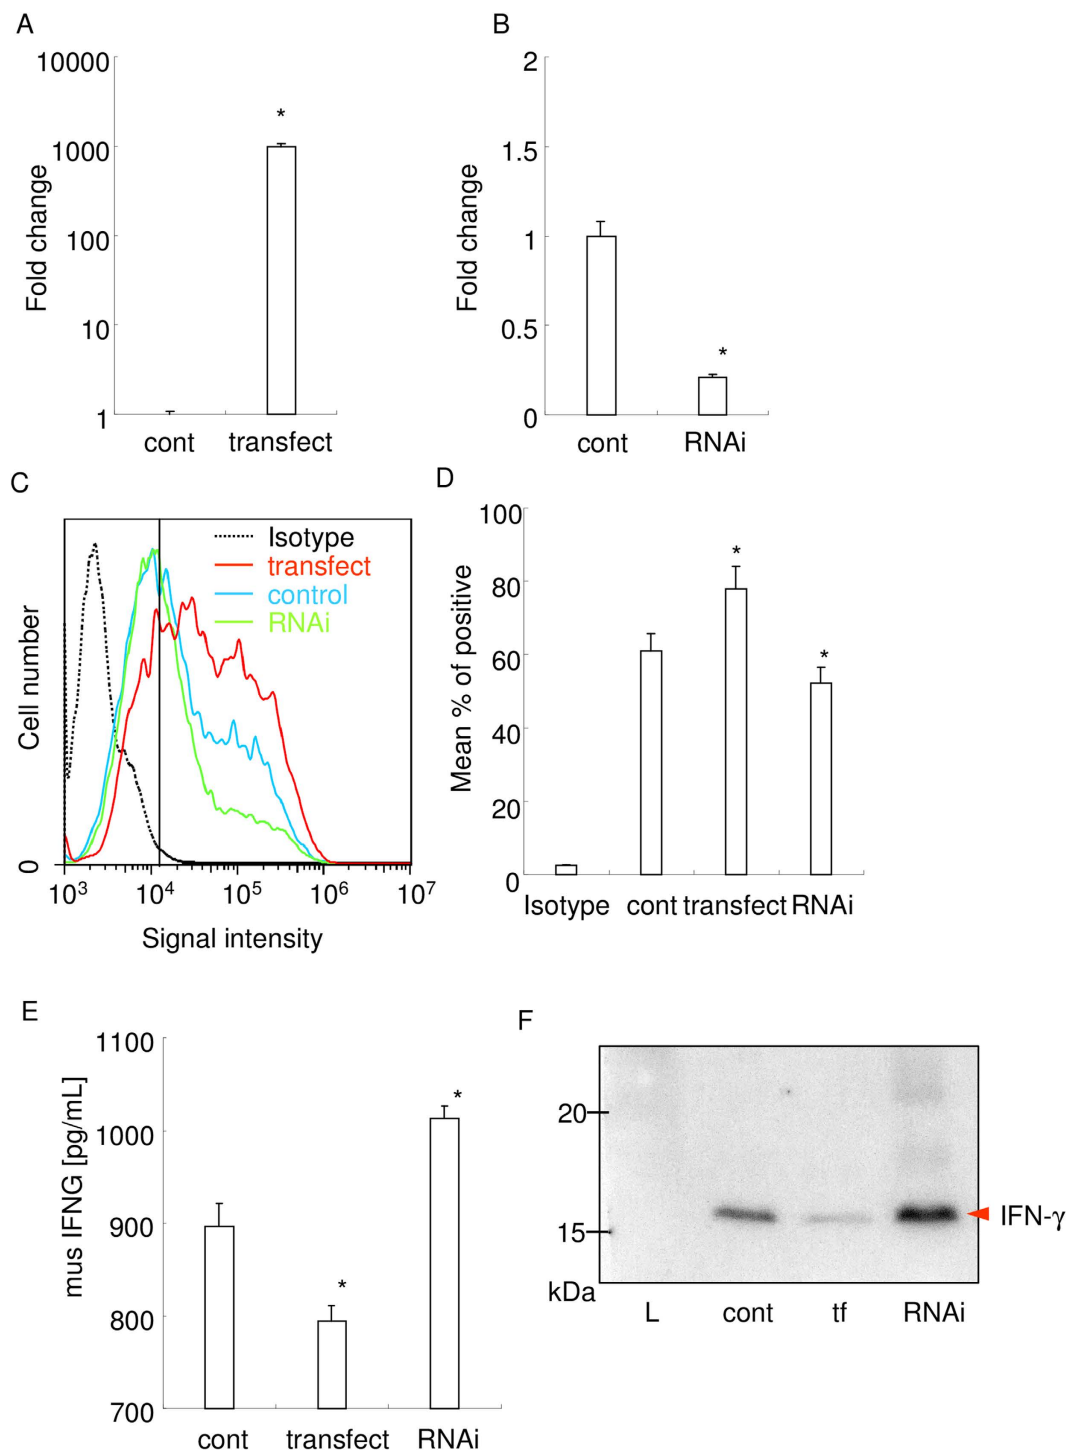 A
Fold change
10000
1000
100
10
1
*
cont transfect
B
Fold change
2
1.5
1
0.5
0
*
cont RNAi
C
Cell number
0
Isotype
transfect
control
RNAi
10³ 10⁴ 10⁵ 10⁶ 10⁷
Signal intensity
D
Mean % of positive
100
80
60
40
20
0
* *
Isotype cont transfect RNAi
E
mus IFNG [pg/mL]
1100
1000
900
800
700
* *
cont transfect RNAi
F
20
15
kDa
IFN-γ
L cont tf RNAi